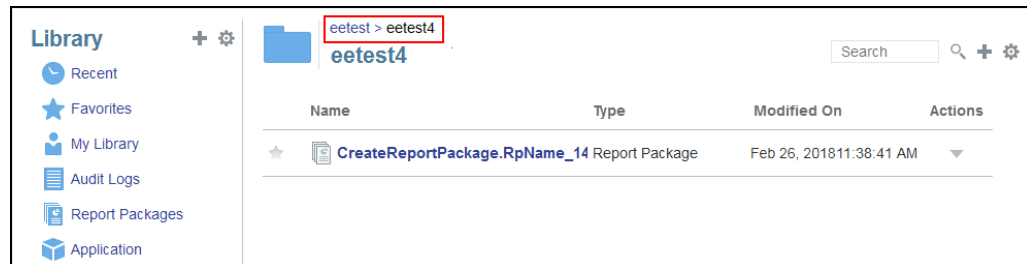 Library
Recent
Favorites
My Library
Audit Logs
Report Packages
Application
eetest > eetest4
eetest4
Search
Name Type Modified On Actions
CreateReportPackage.RpName_14 Report Package Feb 26, 201811:38:41 AM